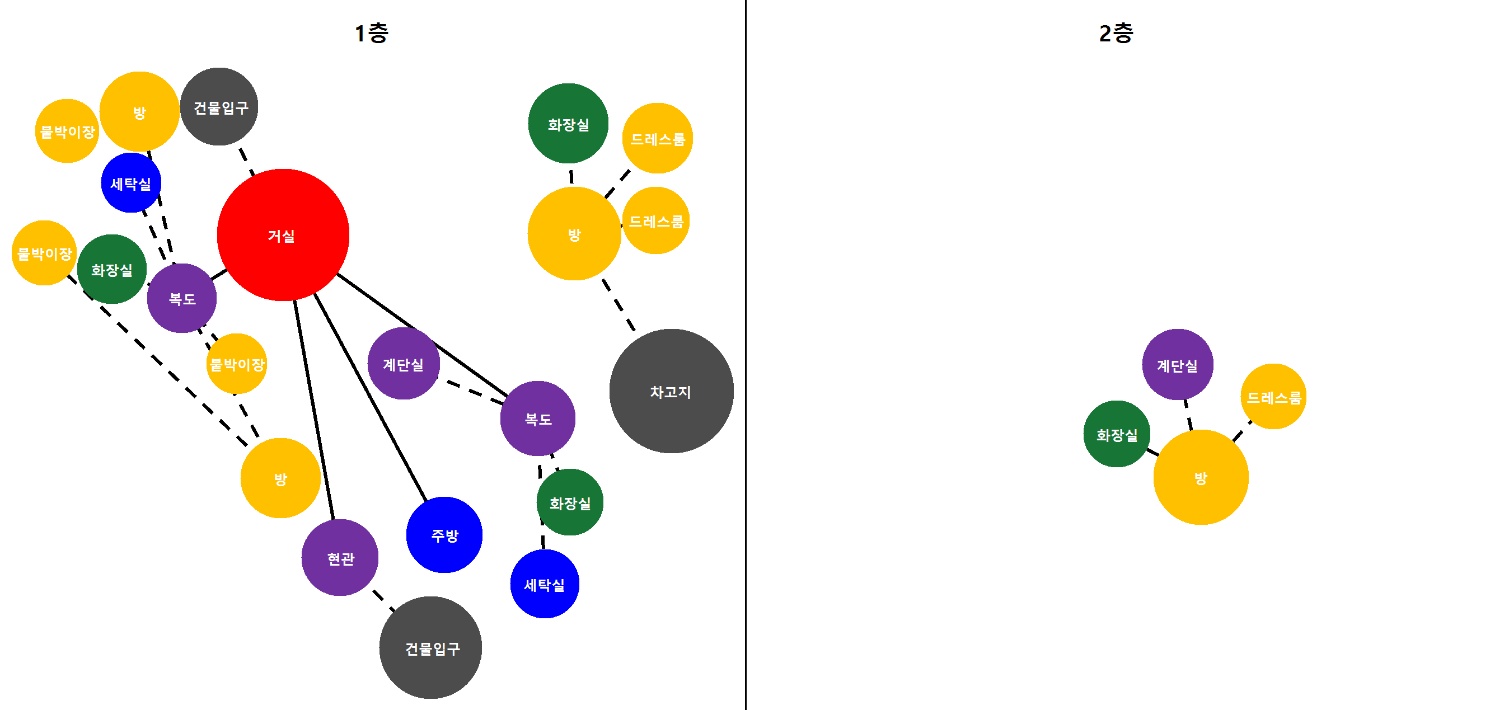 1층
2층
방
건물입구
붙박이장
세탁실
화장실
드레스룸
드레스룸
방
거실
붙박이장
화장실
복도
붙박이장
계단실
복도
차고지
방
현관
주방
화장실
세탁실
건물입구
계단실
드레스룸
화장실
방